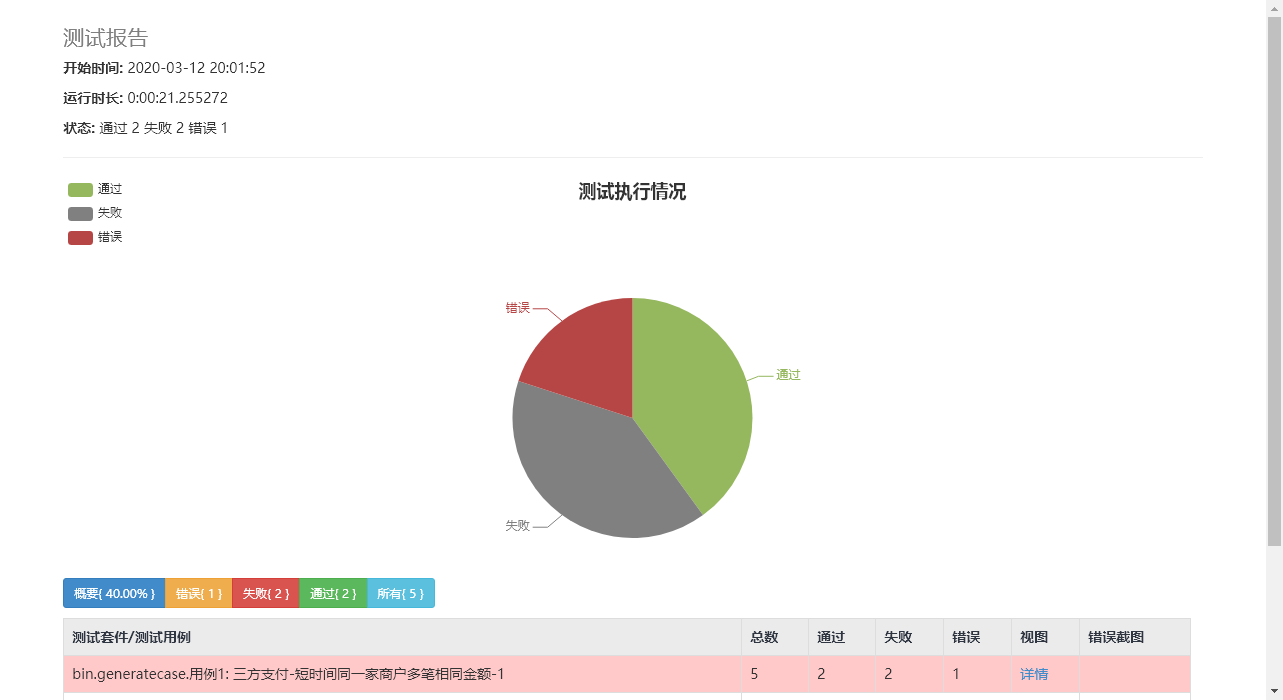 测试报告
开始时间: 2020-03-12 20:01:52
运行时长: 0:00:21.255272
状态: 通过 2 失败 2 错误 1
通过
失败
错误
测试执行情况
错误
通过
失败
概要{ 40.00% } 错误{ 1 } 失败{ 2 } 通过{ 2 } 所有{ 5 }
测试套件/测试用例 总数 通过 失败 错误 视图 错误截图
bin.generatecase.用例1: 三方支付-短时间同一家商户多笔相同金额-1 5 2 2 1 详情